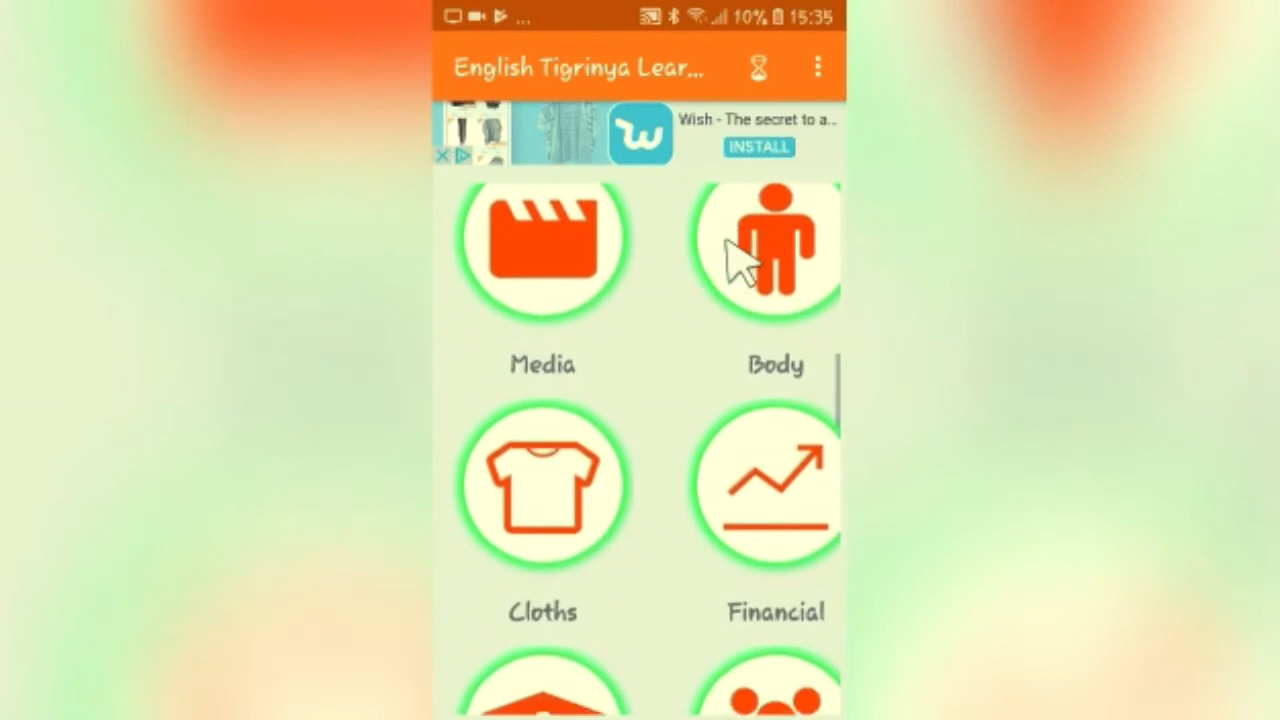 ... 10% 15:35
English Tigrinya Lear...
Wish - The secret to a..
INSTALL
Media Body
Cloths Financial